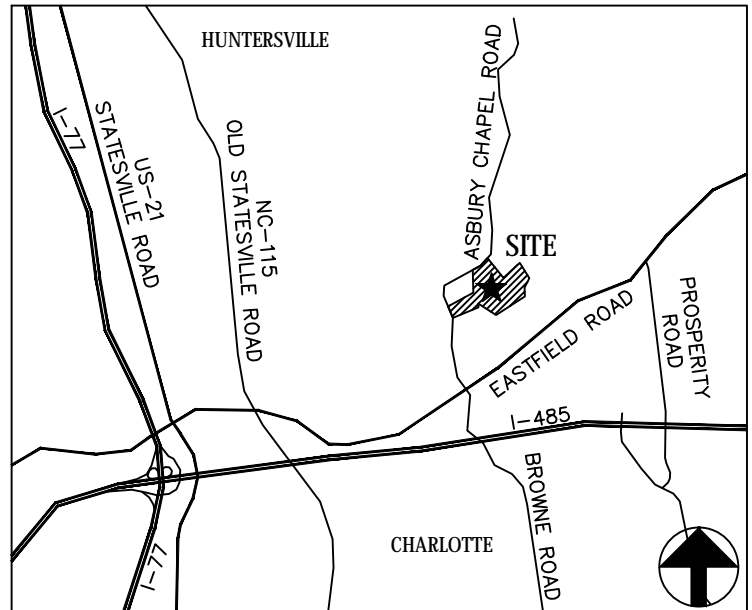 HUNTERSVILLE
I-77
US-21
STATESVILLE ROAD
NC-115
OLD STATESVILLE ROAD
ASBURY CHAPEL ROAD
SITE
EASTFIELD ROAD
PROSPERITY
ROAD
I-485
BROWNE ROAD
CHARLOTTE
I-77